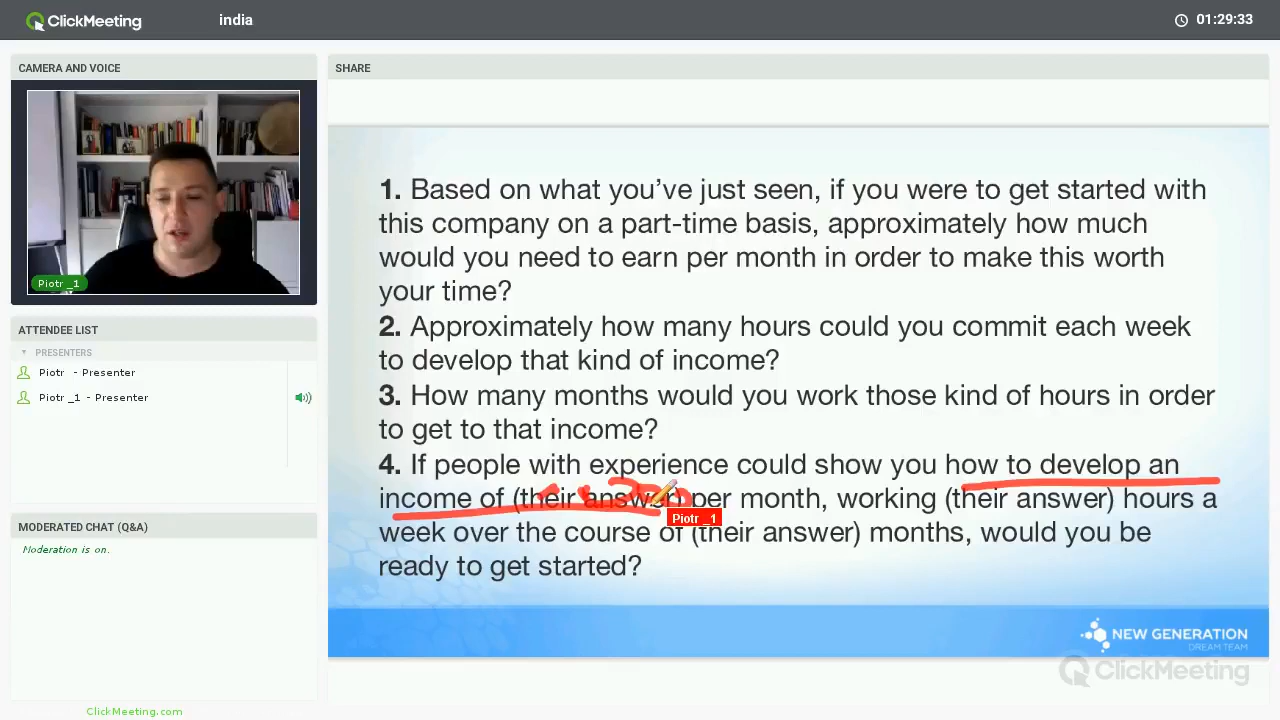 ClickMeeting
india
01:29:33
CAMERA AND VOICE
SHARE
Piotr _1
ATTENDEE LIST
PRESENTERS
Piotr - Presenter
Piotr _1 - Presenter
MODERATED CHAT (Q&A)
Moderation is on.
ClickMeeting.com
1. Based on what you've just seen, if you were to get started with
this company on a part-time basis, approximately how much
would you need to earn per month in order to make this worth
your time?
2. Approximately how many hours could you commit each week
to develop that kind of income?
3. How many months would you work those kind of hours in order
to get to that income?
4. If people with experience could show you how to develop an
income of (their answer) per month, working (their answer) hours a
week over the course of (their answer) months, would you be
ready to get started?
Piotr _1
NEW GENERATION
DREAM TEAM
ClickMeeting